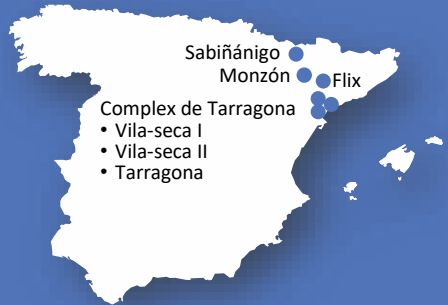 Sabiñánigo
Monzón
Flix
Complex de Tarragona
• Vila-seca I
• Vila-seca II
• Tarragona